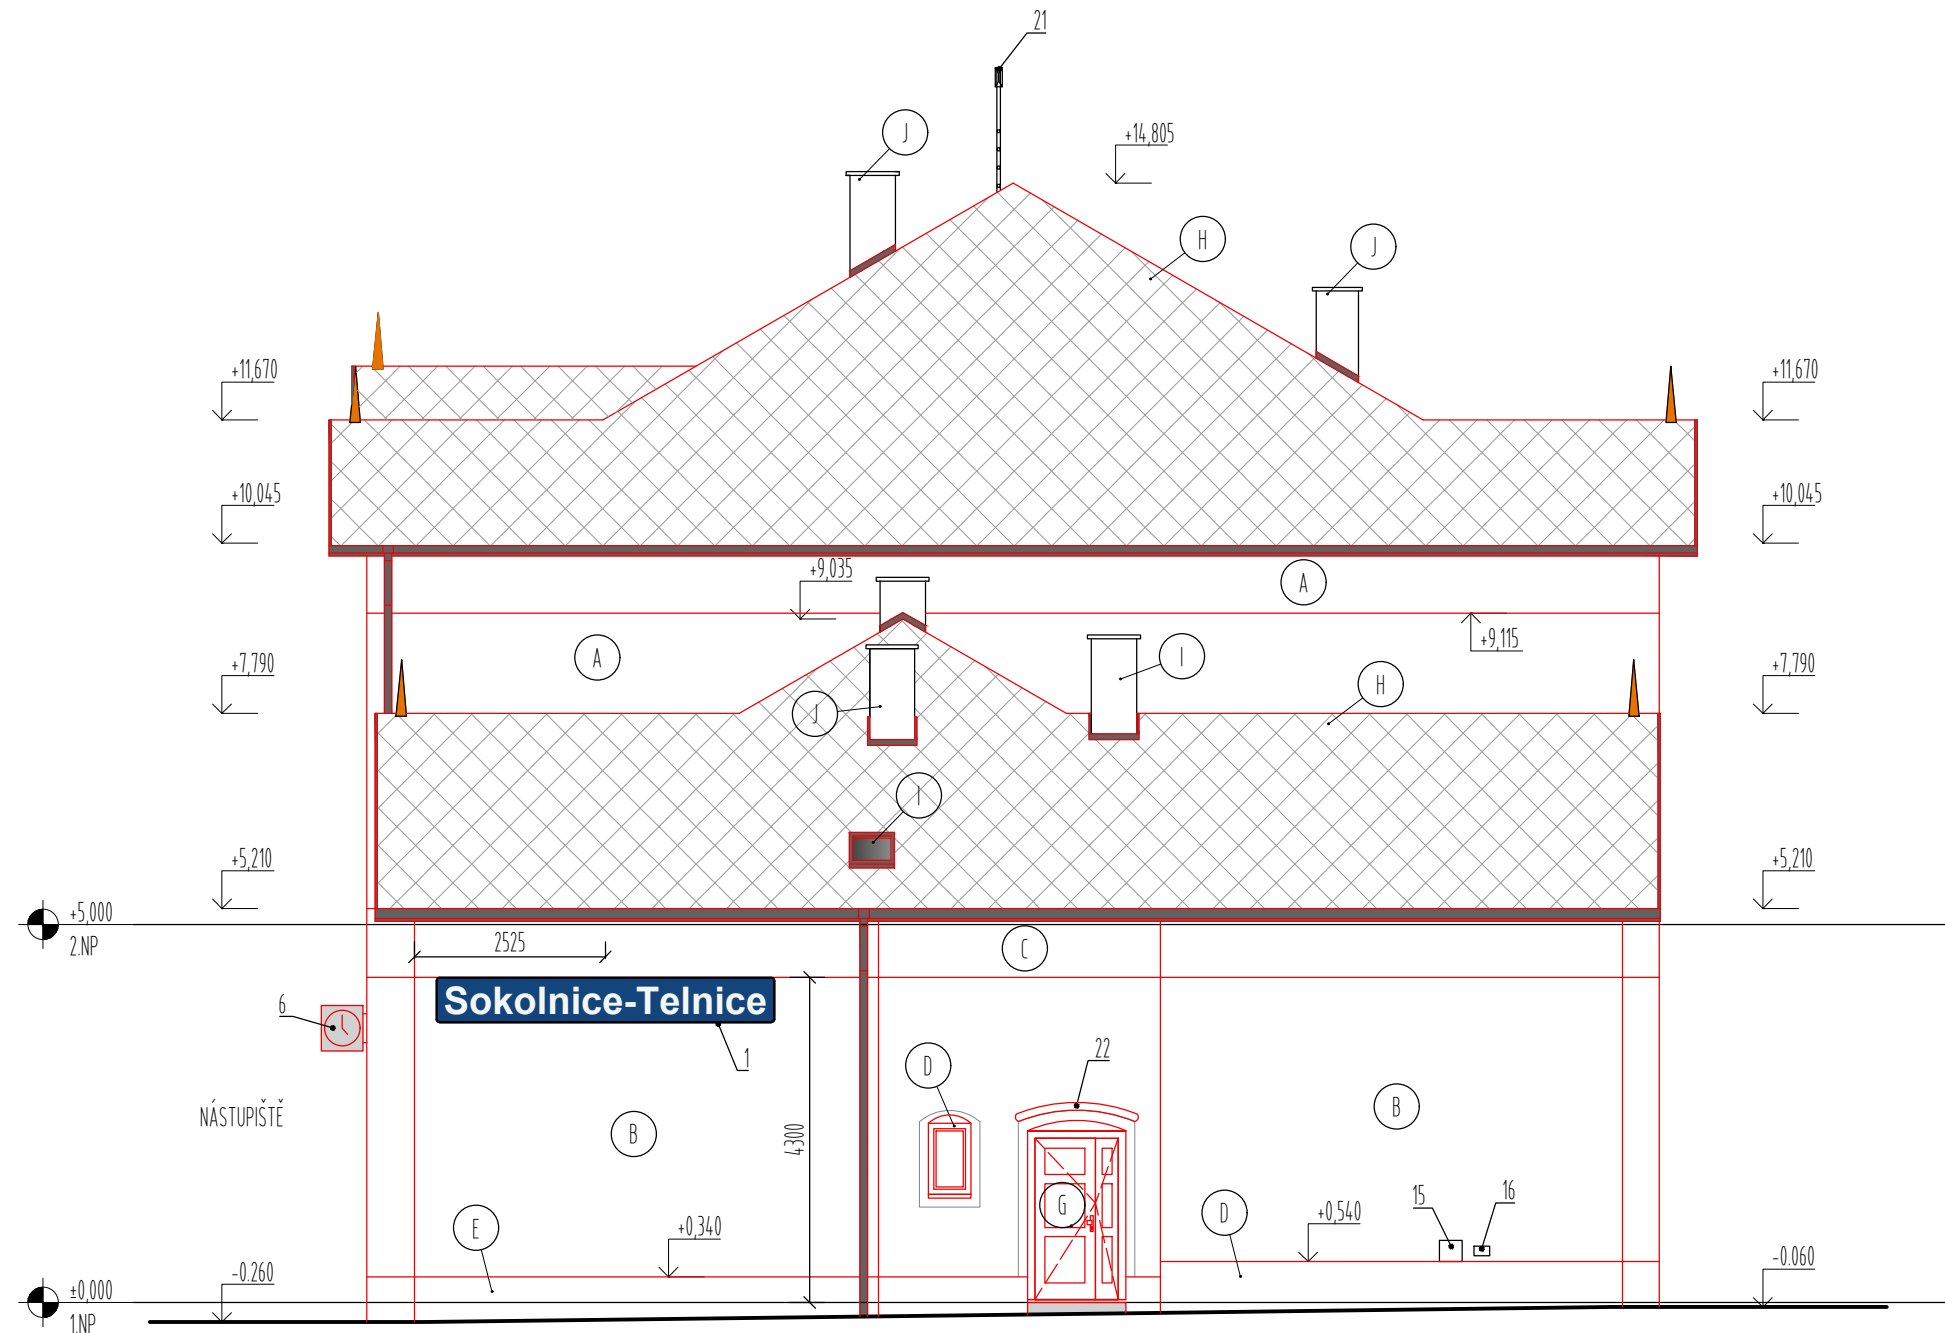 21
J
+14,805
H
J
+11,670
+11,670
+10,045
+10,045
+9,035
A
+9,115
A
I
+7,790
+7,790
H
J
I
+5,210
+5,210
+5,000
2.NP
2525
C
6
Sokolnice-Telnice
1
22
D
NÁSTUPIŠTĚ
B
4300
B
G
15
16
E
+0,340
D
+0,540
-0.260
-0.060
±0,000
1.NP